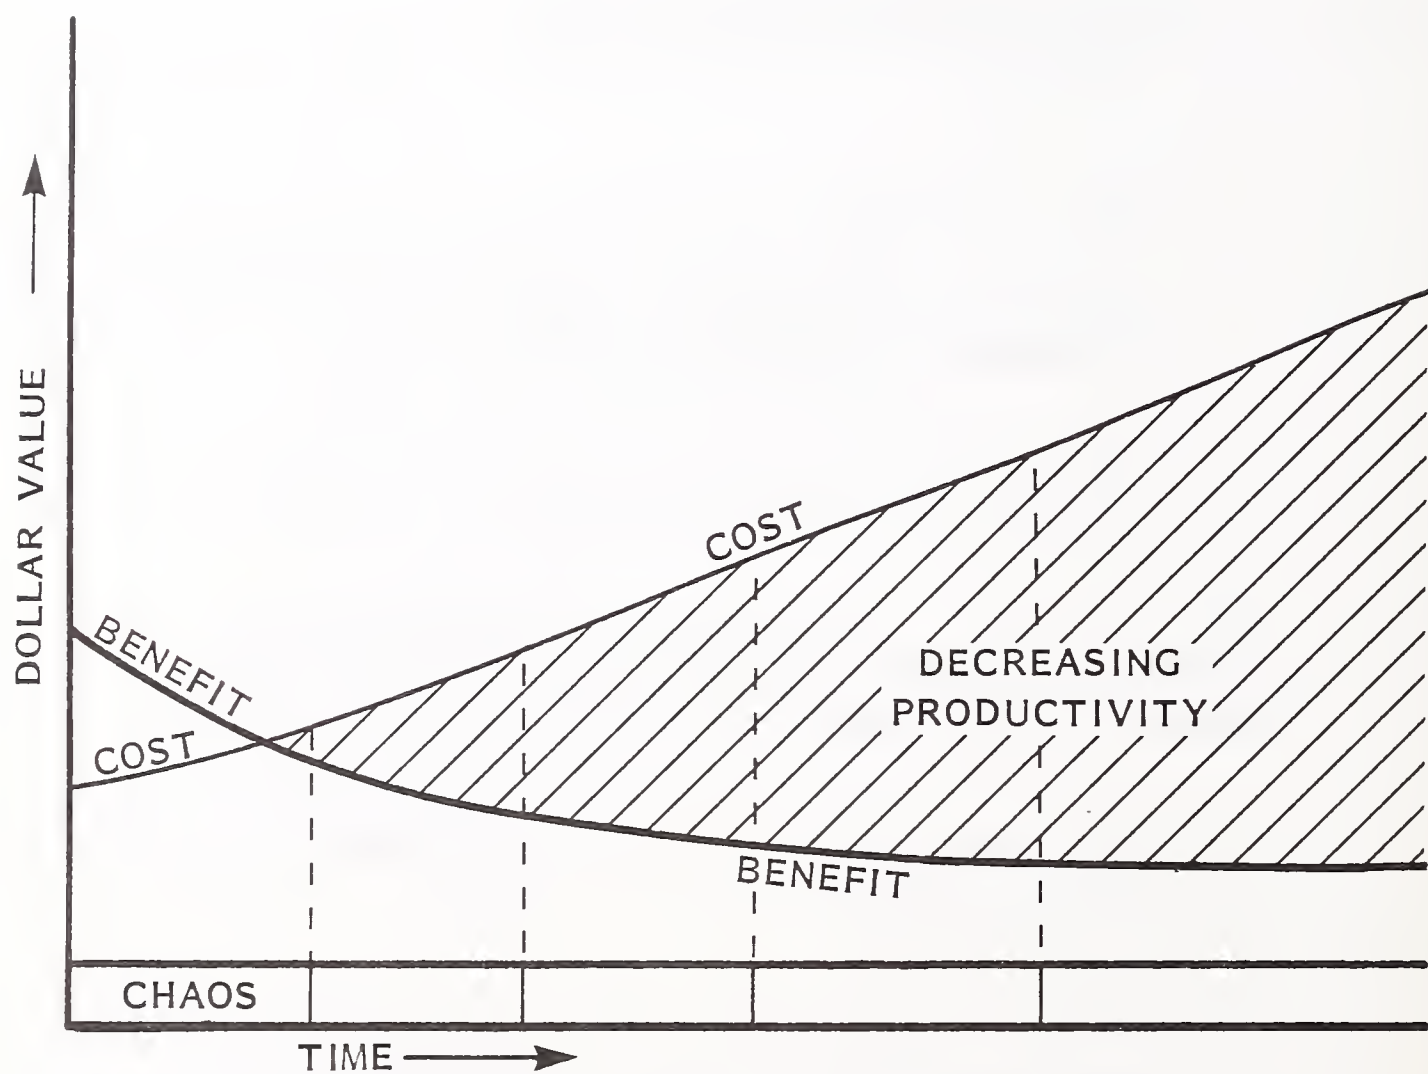 DOLLAR VALUE
BENEFIT
COST
COST
DECREASING
PRODUCTIVITY
BENEFIT
CHAOS
TIME